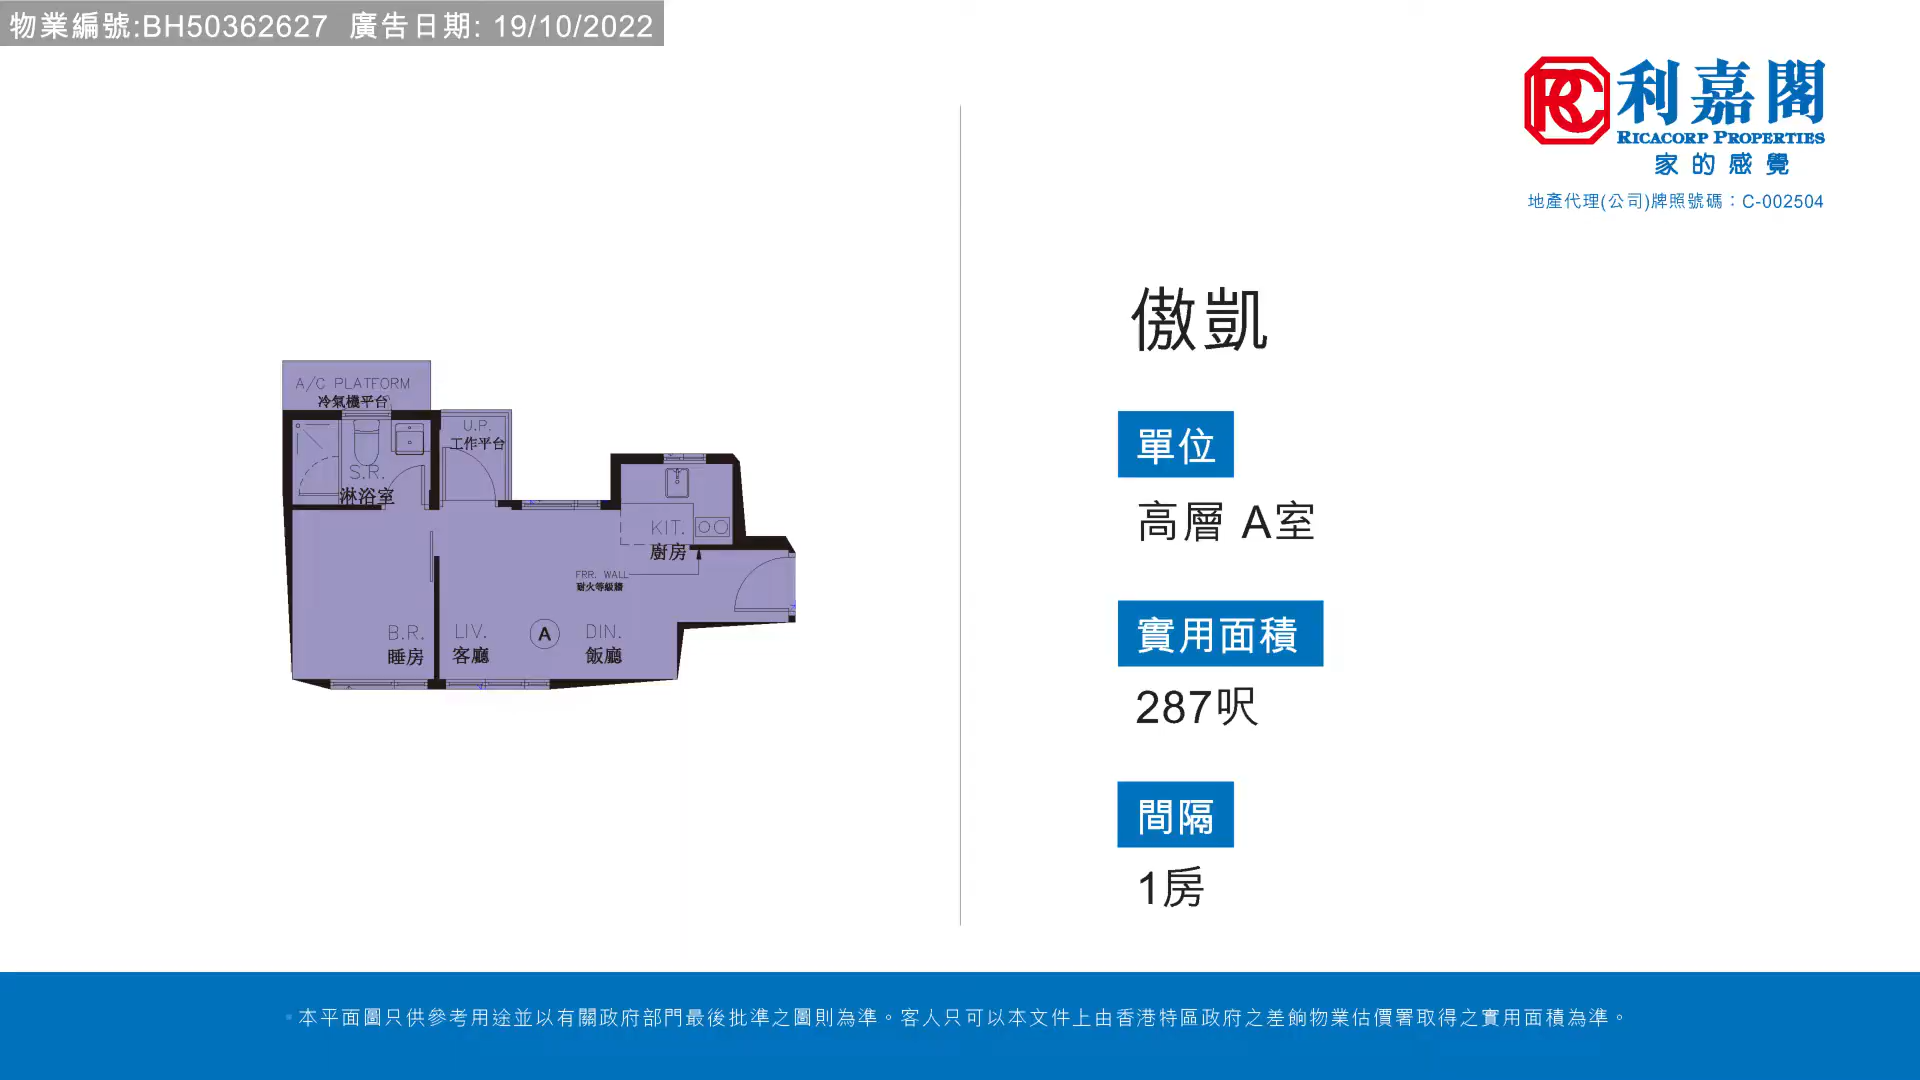 物業編號:BH50362627 廣告日期: 19/10/2022
RC 利嘉閣
RICACORP PROPERTIES
家的感覺
地產代理(公司)牌照號碼：C-002504
傲凱
單位
高層 A室
實用面積
287呎
間隔
1房
A/C PLATFORM
冷氣機平台
U.P.
工作平台
S.R.
淋浴室
KIT.
廚房
FRR. WALL
耐火等級牆
B.R.
睡房
LIV.
客廳
A
DIN.
飯廳
本平面圖只供參考用途並以有關政府部門最後批準之圖則為準。客人只可以本文件上由香港特區政府之差餉物業估價署取得之實用面積為準。